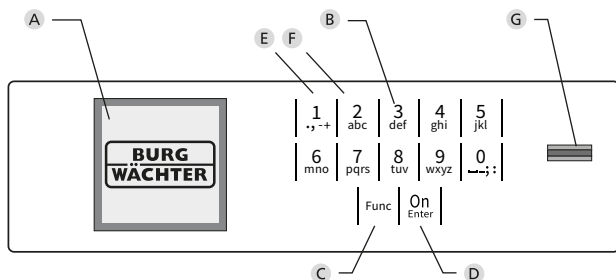 A
E F B
G
1 2 3 4 5
.,-+ abc def ghi jkl
BURG
WÄCHTER
6 7 8 9 0
mno pqrs tuv wxyz ⎵–;:
Func On
Enter
C D